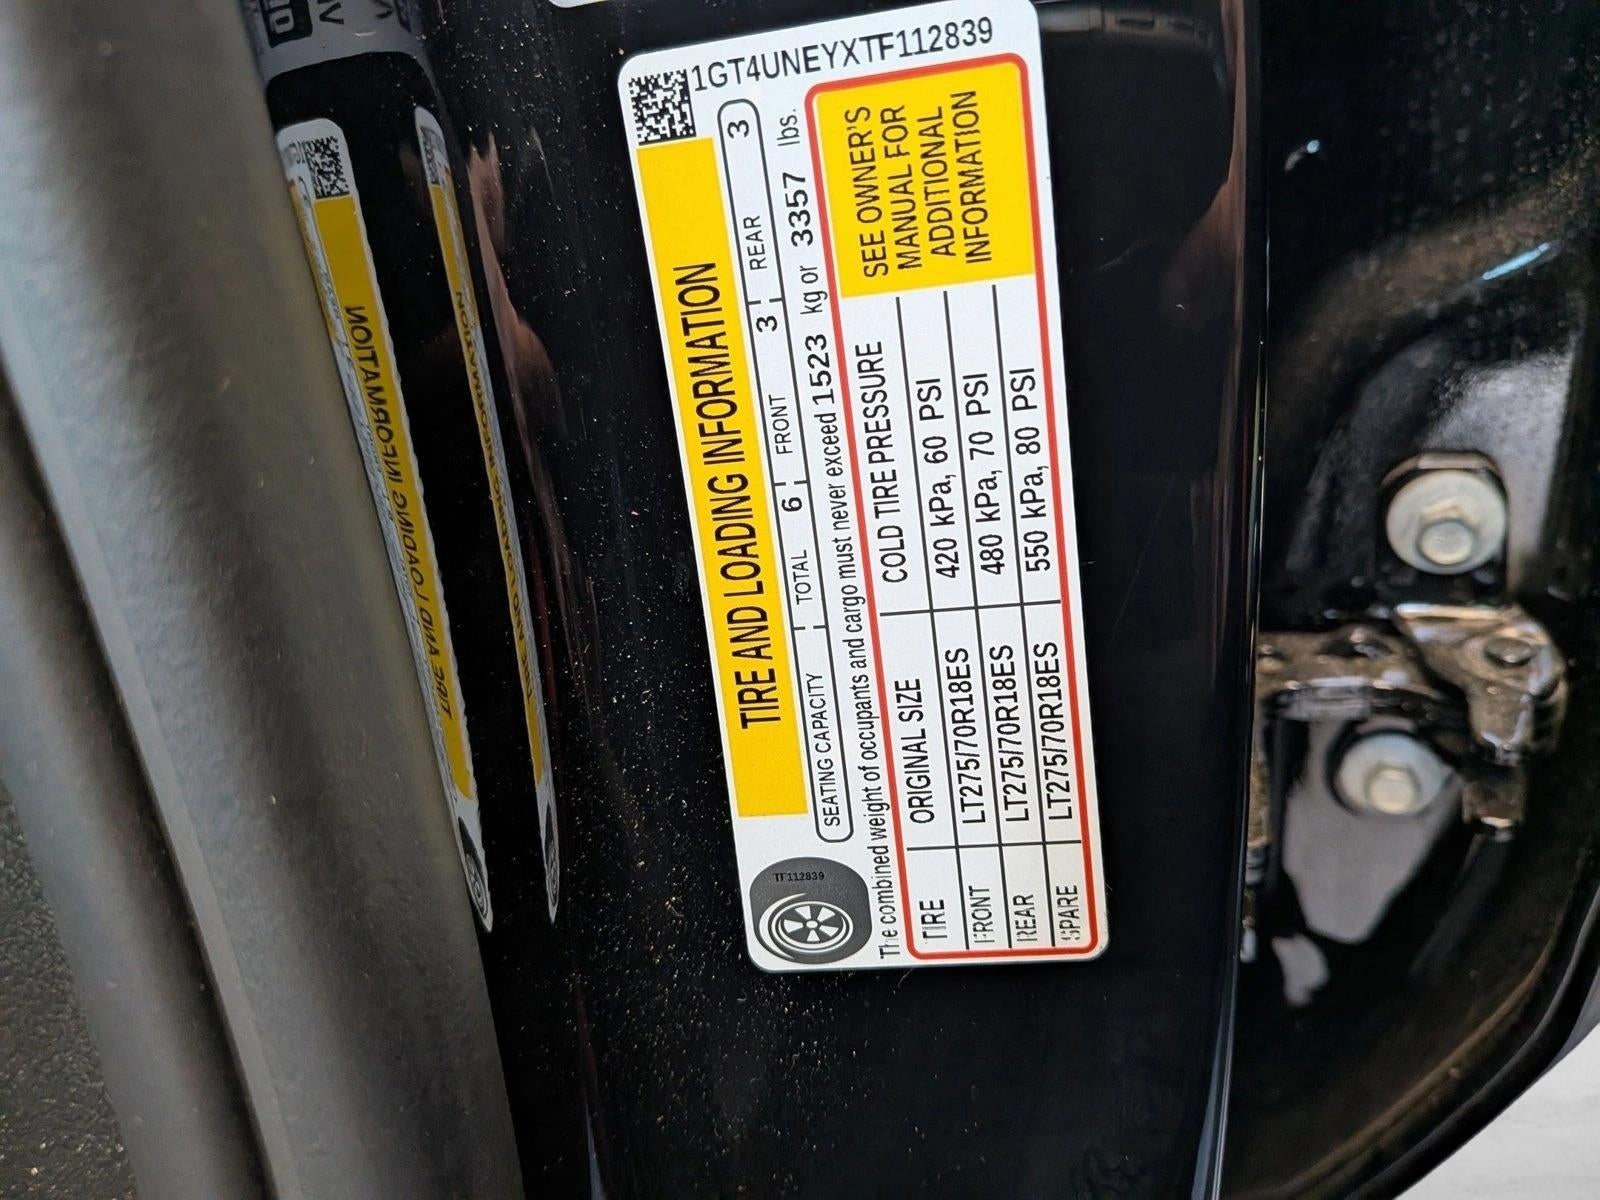 1GT4UNEYXTF112839
TIRE AND LOADING INFORMATION
SEATING CAPACITY TOTAL 6 FRONT 3 REAR 3
The combined weight of occupants and cargo must never exceed 1523 kg or 3357 lbs.
TIRE ORIGINAL SIZE COLD TIRE PRESSURE
FRONT LT275/70R18ES 420 kPa, 60 PSI
REAR LT275/70R18ES 480 kPa, 70 PSI
SPARE LT275/70R18ES 550 kPa, 80 PSI
SEE OWNER'S
MANUAL FOR
ADDITIONAL
INFORMATION
TF112839
TIRE AND LOADING INFORMATION